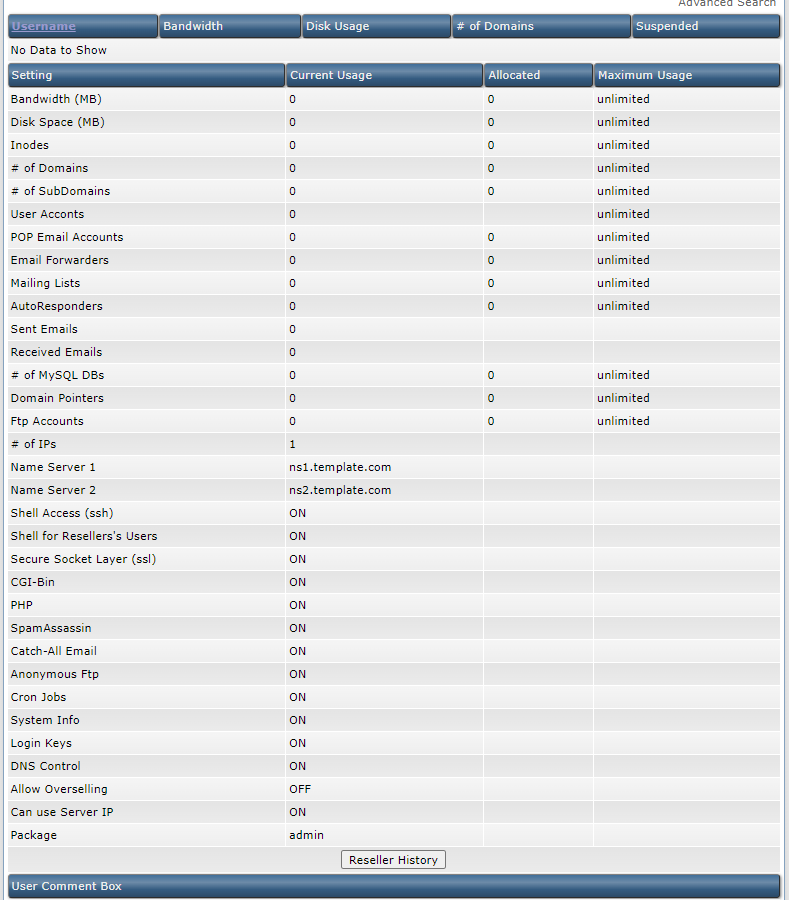 Advanced Search
Username Bandwidth Disk Usage # of Domains Suspended
No Data to Show
Setting Current Usage Allocated Maximum Usage
Bandwidth (MB) 0 0 unlimited
Disk Space (MB) 0 0 unlimited
Inodes 0 0 unlimited
# of Domains 0 0 unlimited
# of SubDomains 0 0 unlimited
User Acconts 0 unlimited
POP Email Accounts 0 0 unlimited
Email Forwarders 0 0 unlimited
Mailing Lists 0 0 unlimited
AutoResponders 0 0 unlimited
Sent Emails 0
Received Emails 0
# of MySQL DBs 0 0 unlimited
Domain Pointers 0 0 unlimited
Ftp Accounts 0 0 unlimited
# of IPs 1
Name Server 1 ns1.template.com
Name Server 2 ns2.template.com
Shell Access (ssh) ON
Shell for Resellers's Users ON
Secure Socket Layer (ssl) ON
CGI-Bin ON
PHP ON
SpamAssassin ON
Catch-All Email ON
Anonymous Ftp ON
Cron Jobs ON
System Info ON
Login Keys ON
DNS Control ON
Allow Overselling OFF
Can use Server IP ON
Package admin
Reseller History
User Comment Box